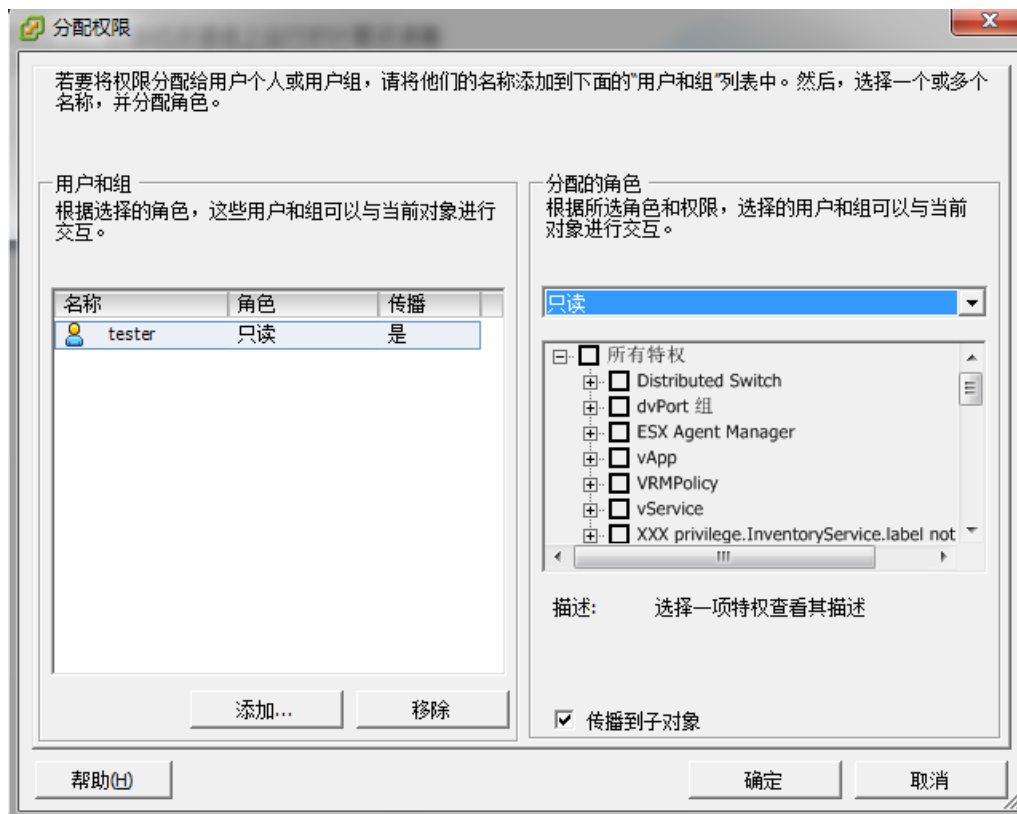 分配权限
若要将权限分配给用户个人或用户组，请将他们的名称添加到下面的"用户和组"列表中。然后，选择一个或多个
名称，并分配角色。
用户和组
根据选择的角色，这些用户和组可以与当前对象进行
交互。
名称 角色 传播
tester 只读 是
添加... 移除
分配的角色
根据所选角色和权限，选择的用户和组可以与当前
对象进行交互。
只读
所有特权
Distributed Switch
dvPort 组
ESX Agent Manager
vApp
VRMPolicy
vService
XXX privilege.InventoryService.label not
描述: 选择一项特权查看其描述
传播到子对象
帮助(H) 确定 取消